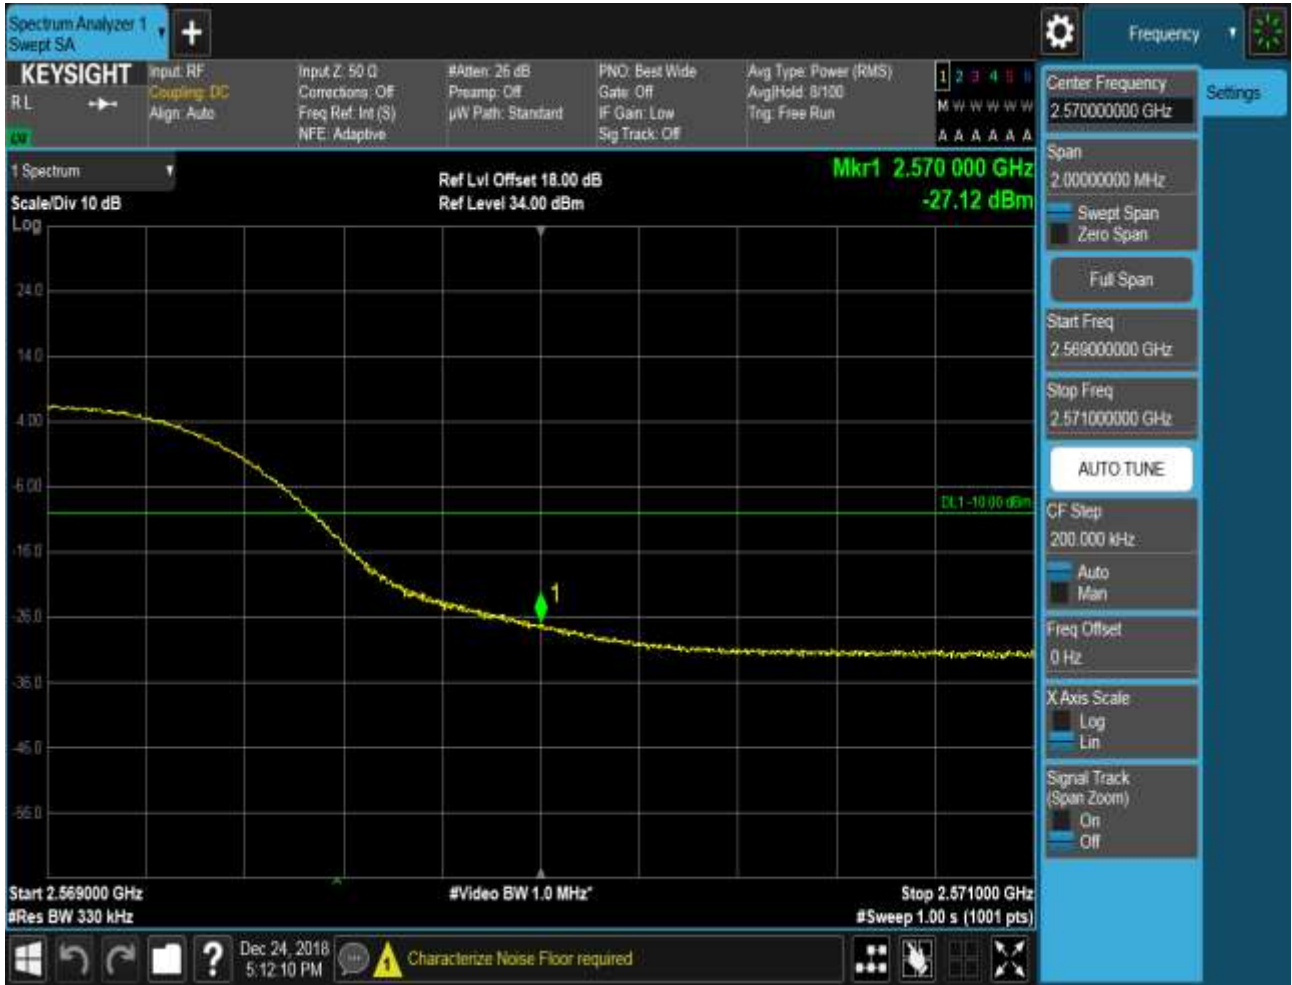 Spectrum Analyzer 1
Swept SA
+
Frequency
KEYSIGHT
R L
LXI
Input: RF
Coupling: DC
Align: Auto
Input Z: 50 Ω
Corrections: Off
Freq Ref: Int (S)
NFE: Adaptive
#Atten: 26 dB
Preamp: Off
µW Path: Standard
PNO: Best Wide
Gate: Off
IF Gain: Low
Sig Track: Off
Avg Type: Power (RMS)
Avg|Hold: 8/100
Trig: Free Run
1 2 3 4 5 6
M W W W W W
A A A A A A
1 Spectrum
Scale/Div 10 dB
Log
Ref Lvl Offset 18.00 dB
Ref Level 34.00 dBm
Mkr1 2.570 000 GHz
-27.12 dBm
24.0
14.0
4.00
-6.00
-16.0
-26.0
-36.0
-46.0
-56.0
DL1 -10.00 dBm
1
Start 2.569000 GHz
#Res BW 330 kHz
#Video BW 1.0 MHz*
Stop 2.571000 GHz
#Sweep 1.00 s (1001 pts)
Center Frequency
2.570000000 GHz
Settings
Span
2.00000000 MHz
Swept Span
Zero Span
Full Span
Start Freq
2.569000000 GHz
Stop Freq
2.571000000 GHz
AUTO TUNE
CF Step
200.000 kHz
Auto
Man
Freq Offset
0 Hz
X Axis Scale
Log
Lin
Signal Track
(Span Zoom)
On
Off
?
Dec 24, 2018
5:12:10 PM
1
Characterize Noise Floor required